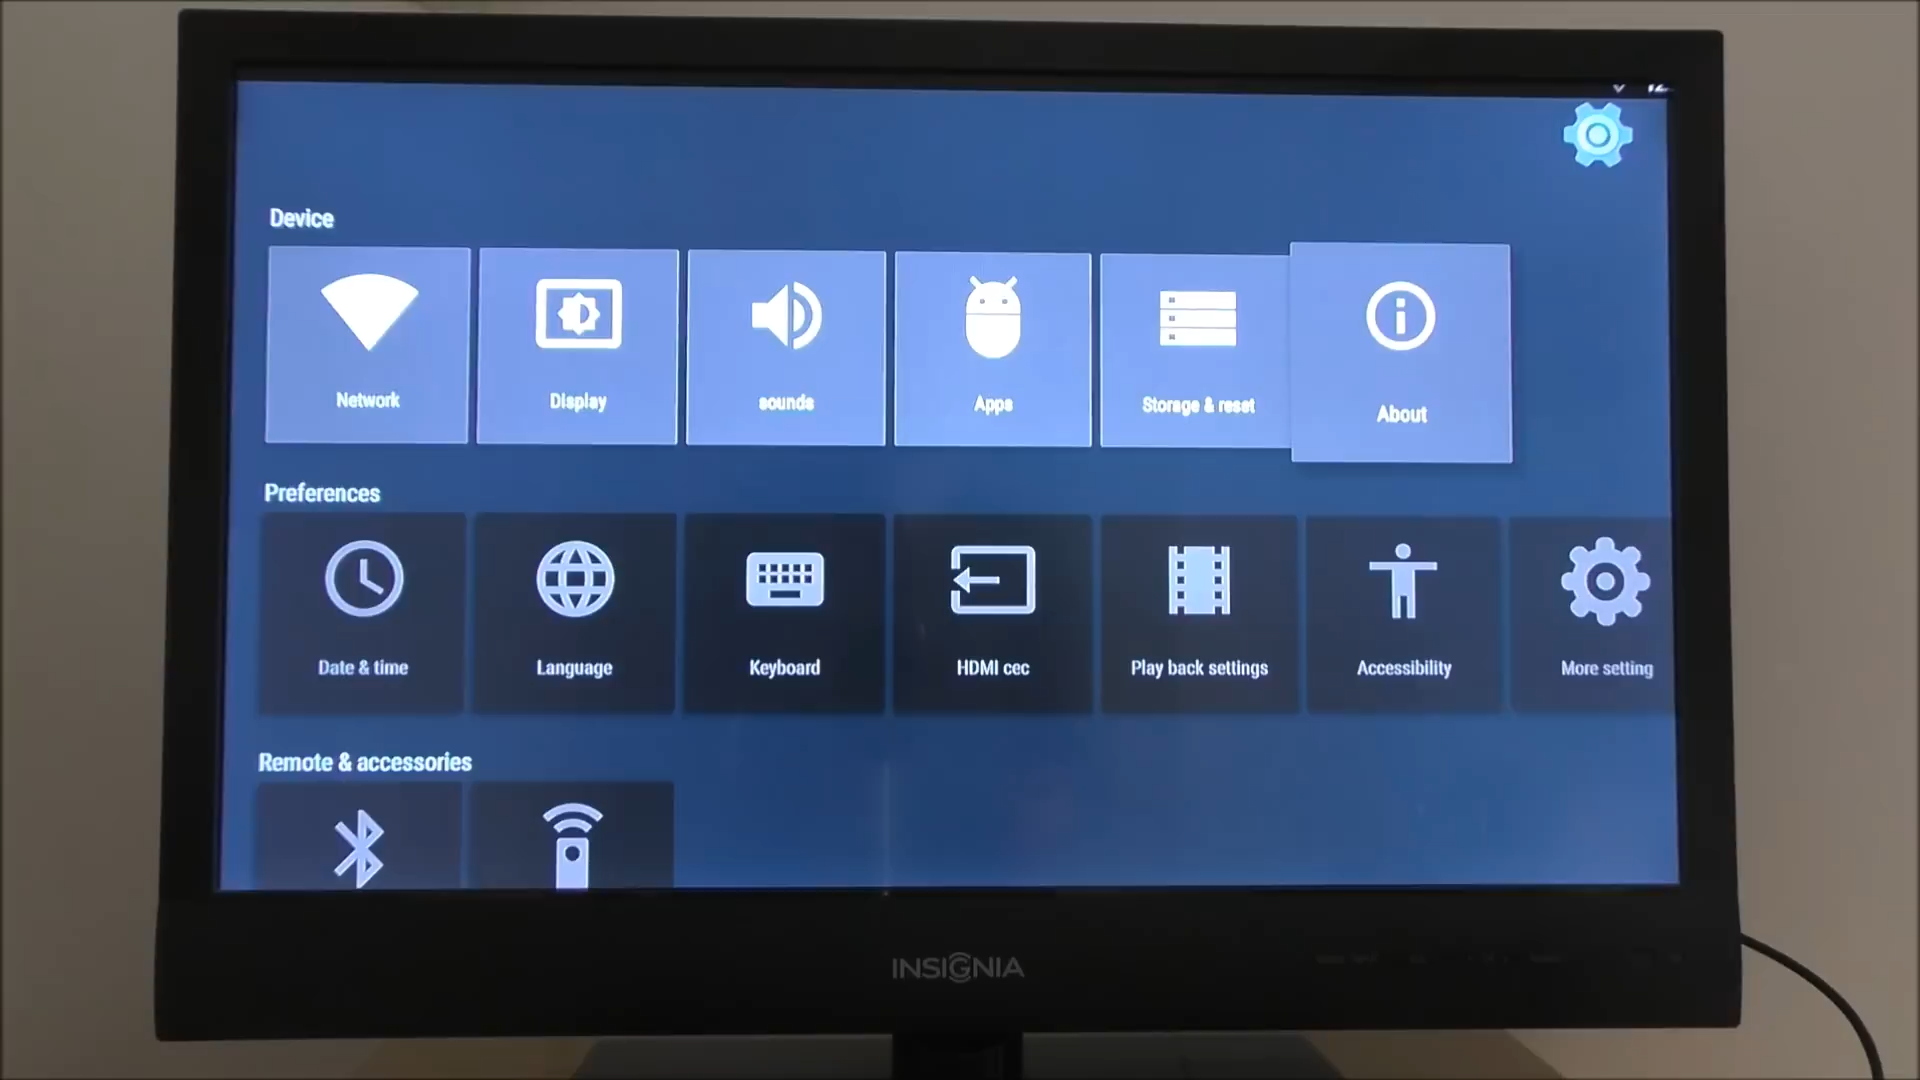 12
Device
Network
Display
sounds
Apps
Storage & reset
About
Preferences
Date & time
Language
Keyboard
HDMI cec
Play back settings
Accessibility
More setting
Remote & accessories
INSIGNIA